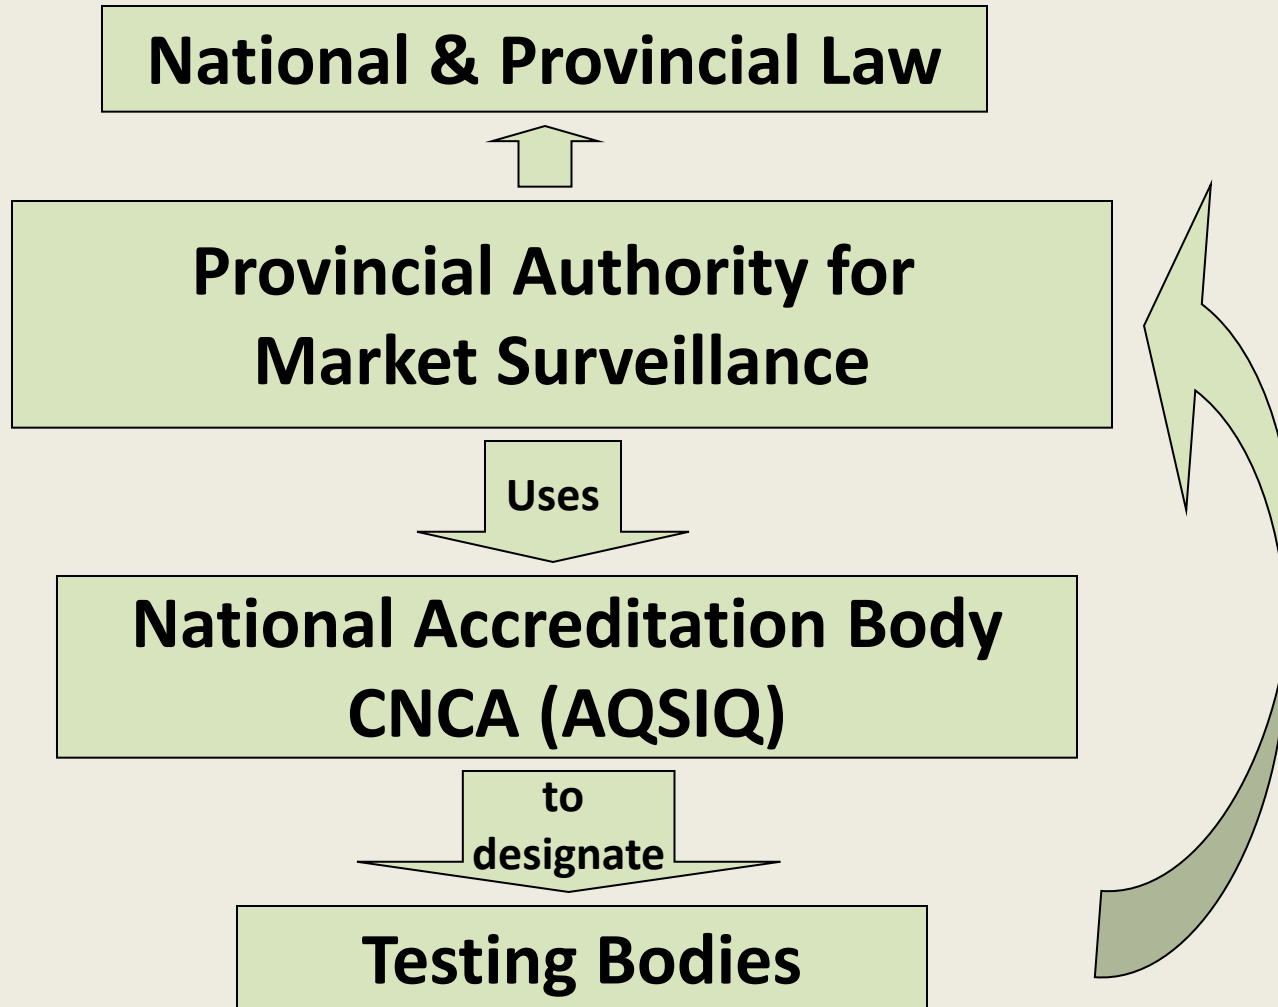 National & Provincial Law
Provincial Authority for
Market Surveillance
Uses
National Accreditation Body
CNCA (AQSIQ)
to
designate
Testing Bodies